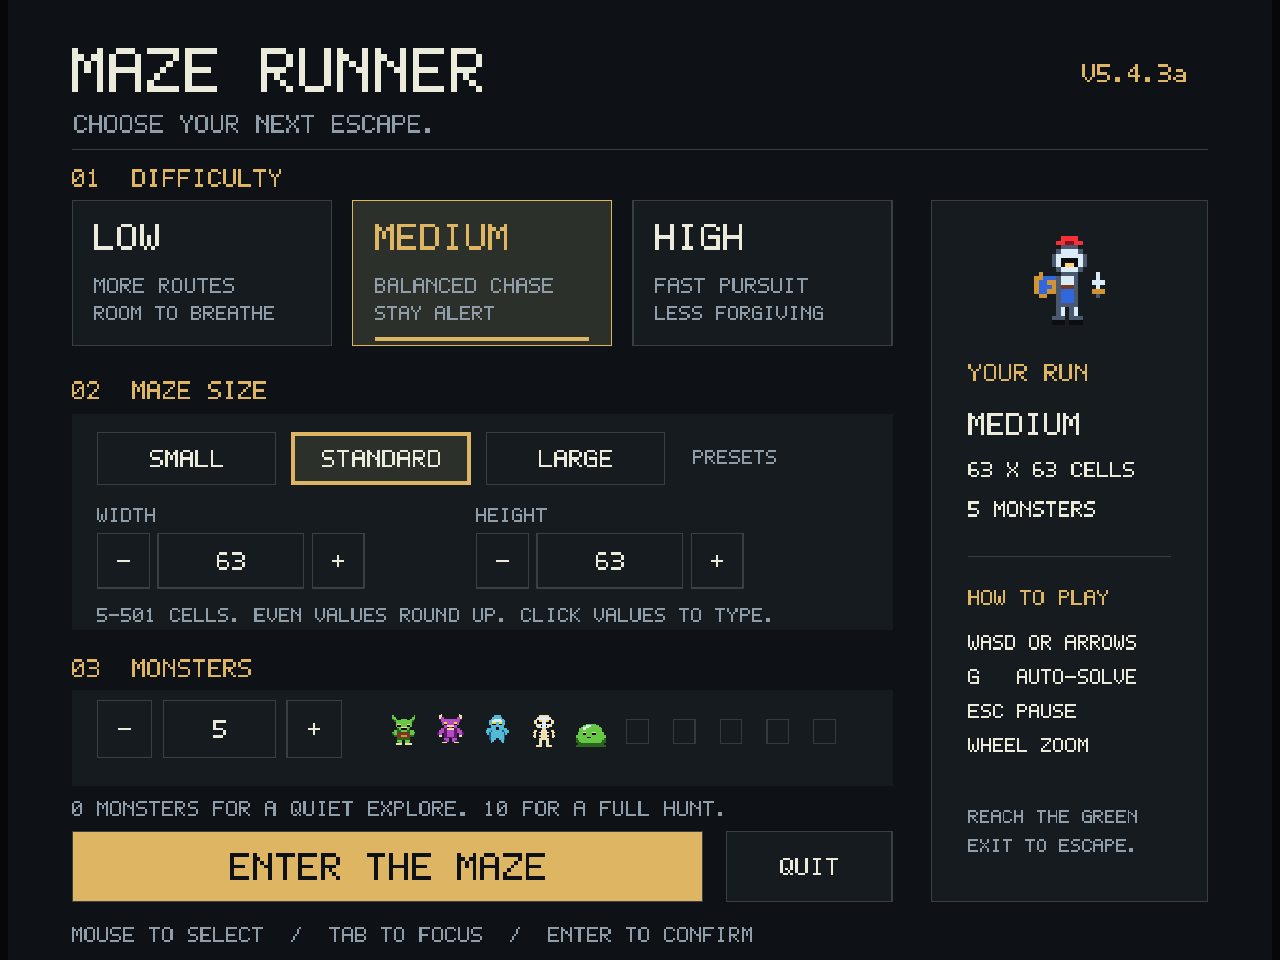 MAZE RUNNER
V5.4.3a
CHOOSE YOUR NEXT ESCAPE.
01 DIFFICULTY
LOW
MORE ROUTES
ROOM TO BREATHE
MEDIUM
BALANCED CHASE
STAY ALERT
HIGH
FAST PURSUIT
LESS FORGIVING
02 MAZE SIZE
SMALL
STANDARD
LARGE
PRESETS
WIDTH
HEIGHT
- 63 +
- 63 +
5-501 CELLS. EVEN VALUES ROUND UP. CLICK VALUES TO TYPE.
03 MONSTERS
- 5 +
0 MONSTERS FOR A QUIET EXPLORE. 10 FOR A FULL HUNT.
ENTER THE MAZE
QUIT
MOUSE TO SELECT / TAB TO FOCUS / ENTER TO CONFIRM
YOUR RUN
MEDIUM
63 X 63 CELLS
5 MONSTERS
HOW TO PLAY
WASD OR ARROWS
G AUTO-SOLVE
ESC PAUSE
WHEEL ZOOM
REACH THE GREEN
EXIT TO ESCAPE.